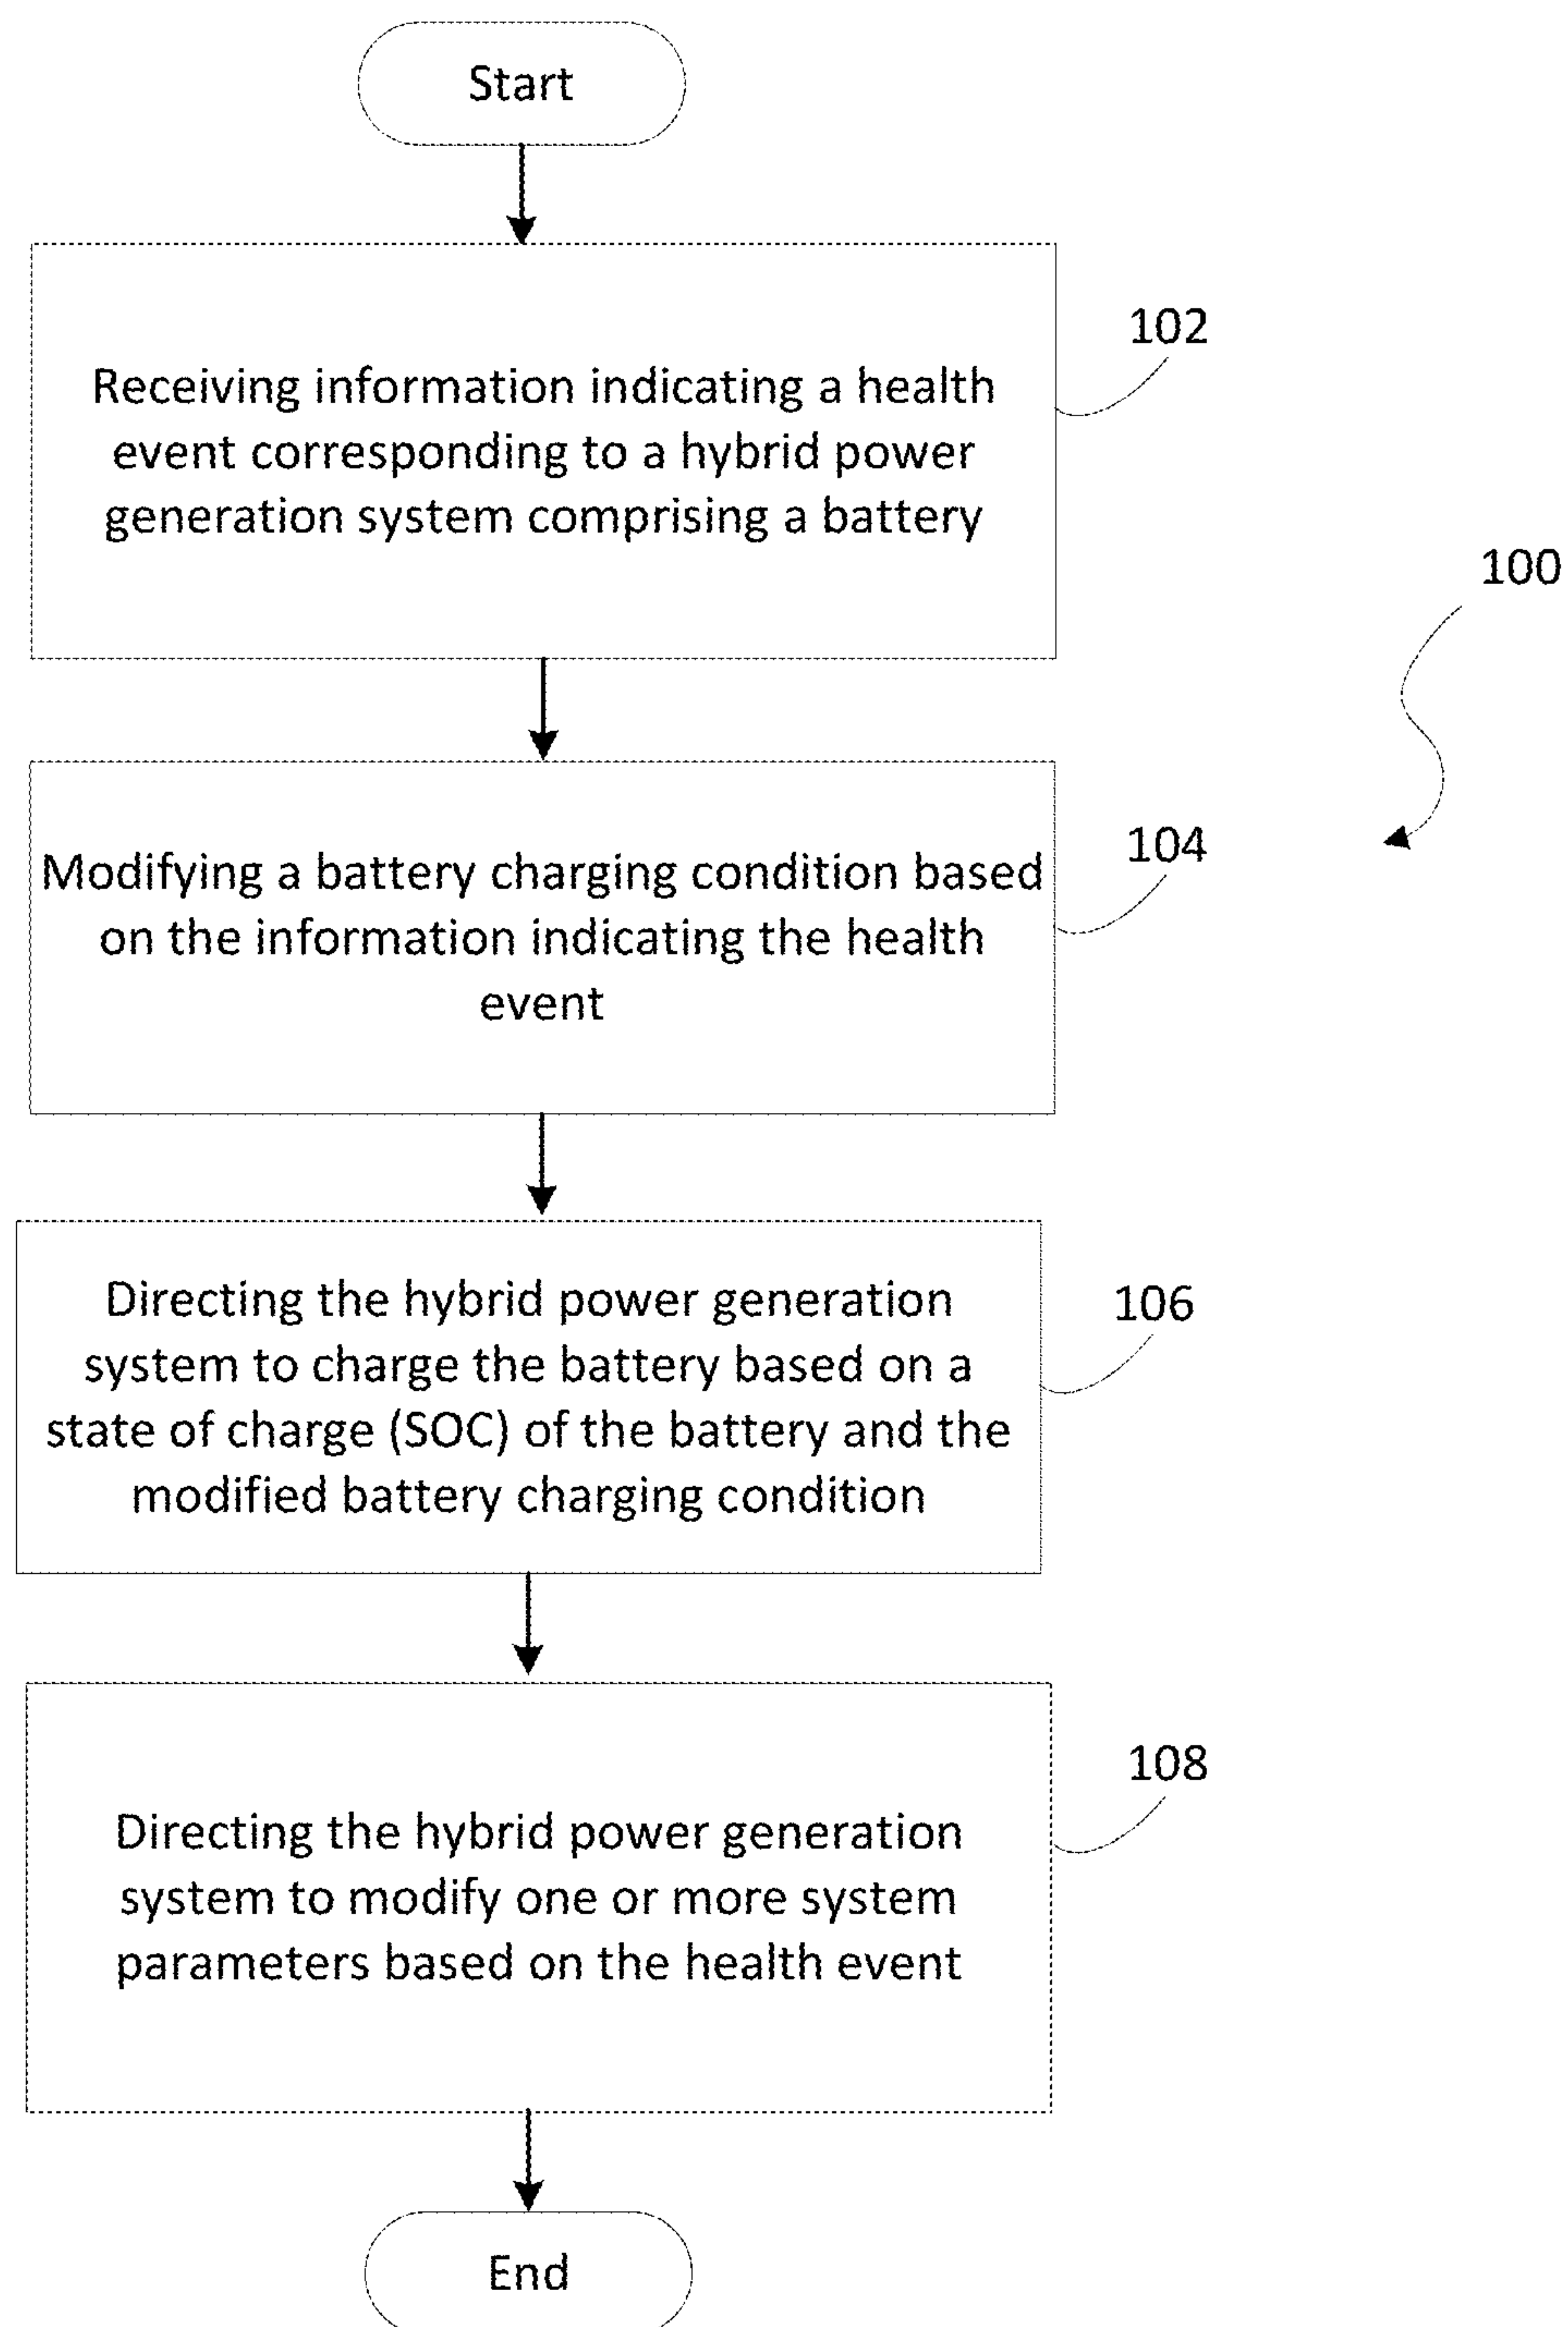 Start
Receiving information indicating a health
event corresponding to a hybrid power
generation system comprising a battery
102
100
Modifying a battery charging condition based
on the information indicating the health
event
104
Directing the hybrid power generation
system to charge the battery based on a
state of charge (SOC) of the battery and the
modified battery charging condition
106
Directing the hybrid power generation
system to modify one or more system
parameters based on the health event
108
End